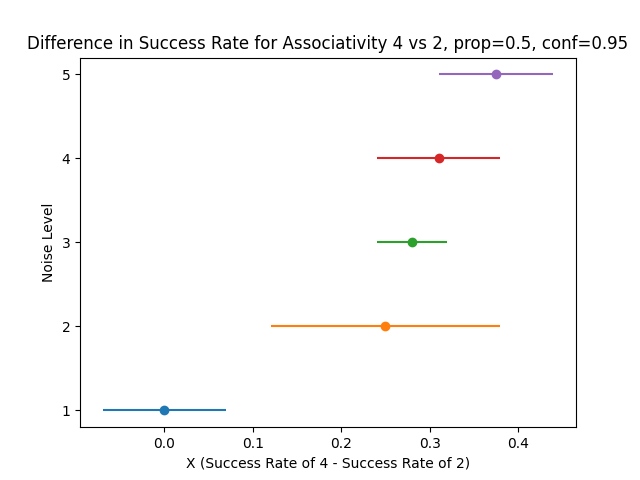 Difference in Success Rate for Associativity 4 vs 2, prop=0.5, conf=0.95
5
4
3
2
1
Noise Level
0.0 0.1 0.2 0.3 0.4
X (Success Rate of 4 - Success Rate of 2)